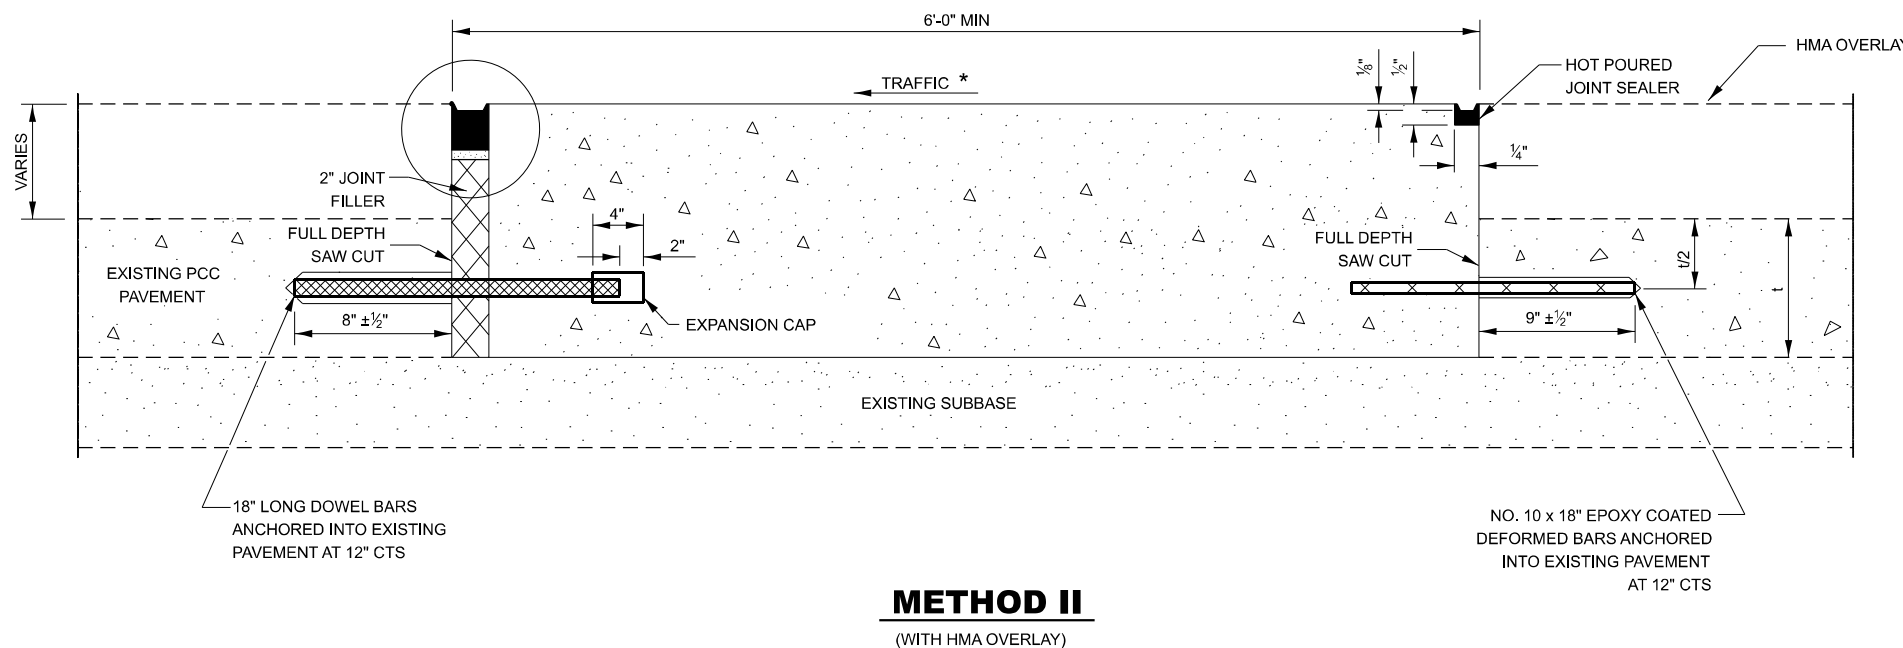 6'-0" MIN
HMA OVERLAY
HOT POURED
JOINT SEALER
TRAFFIC *
⅛"
½"
¼"
VARIES
2" JOINT
FILLER
FULL DEPTH
SAW CUT
4"
2"
EXISTING PCC
PAVEMENT
8" ±½"
EXPANSION CAP
FULL DEPTH
SAW CUT
t/2
t
9" ±½"
EXISTING SUBBASE
18" LONG DOWEL BARS
ANCHORED INTO EXISTING
PAVEMENT AT 12" CTS
NO. 10 x 18" EPOXY COATED
DEFORMED BARS ANCHORED
INTO EXISTING PAVEMENT
AT 12" CTS
METHOD II
(WITH HMA OVERLAY)